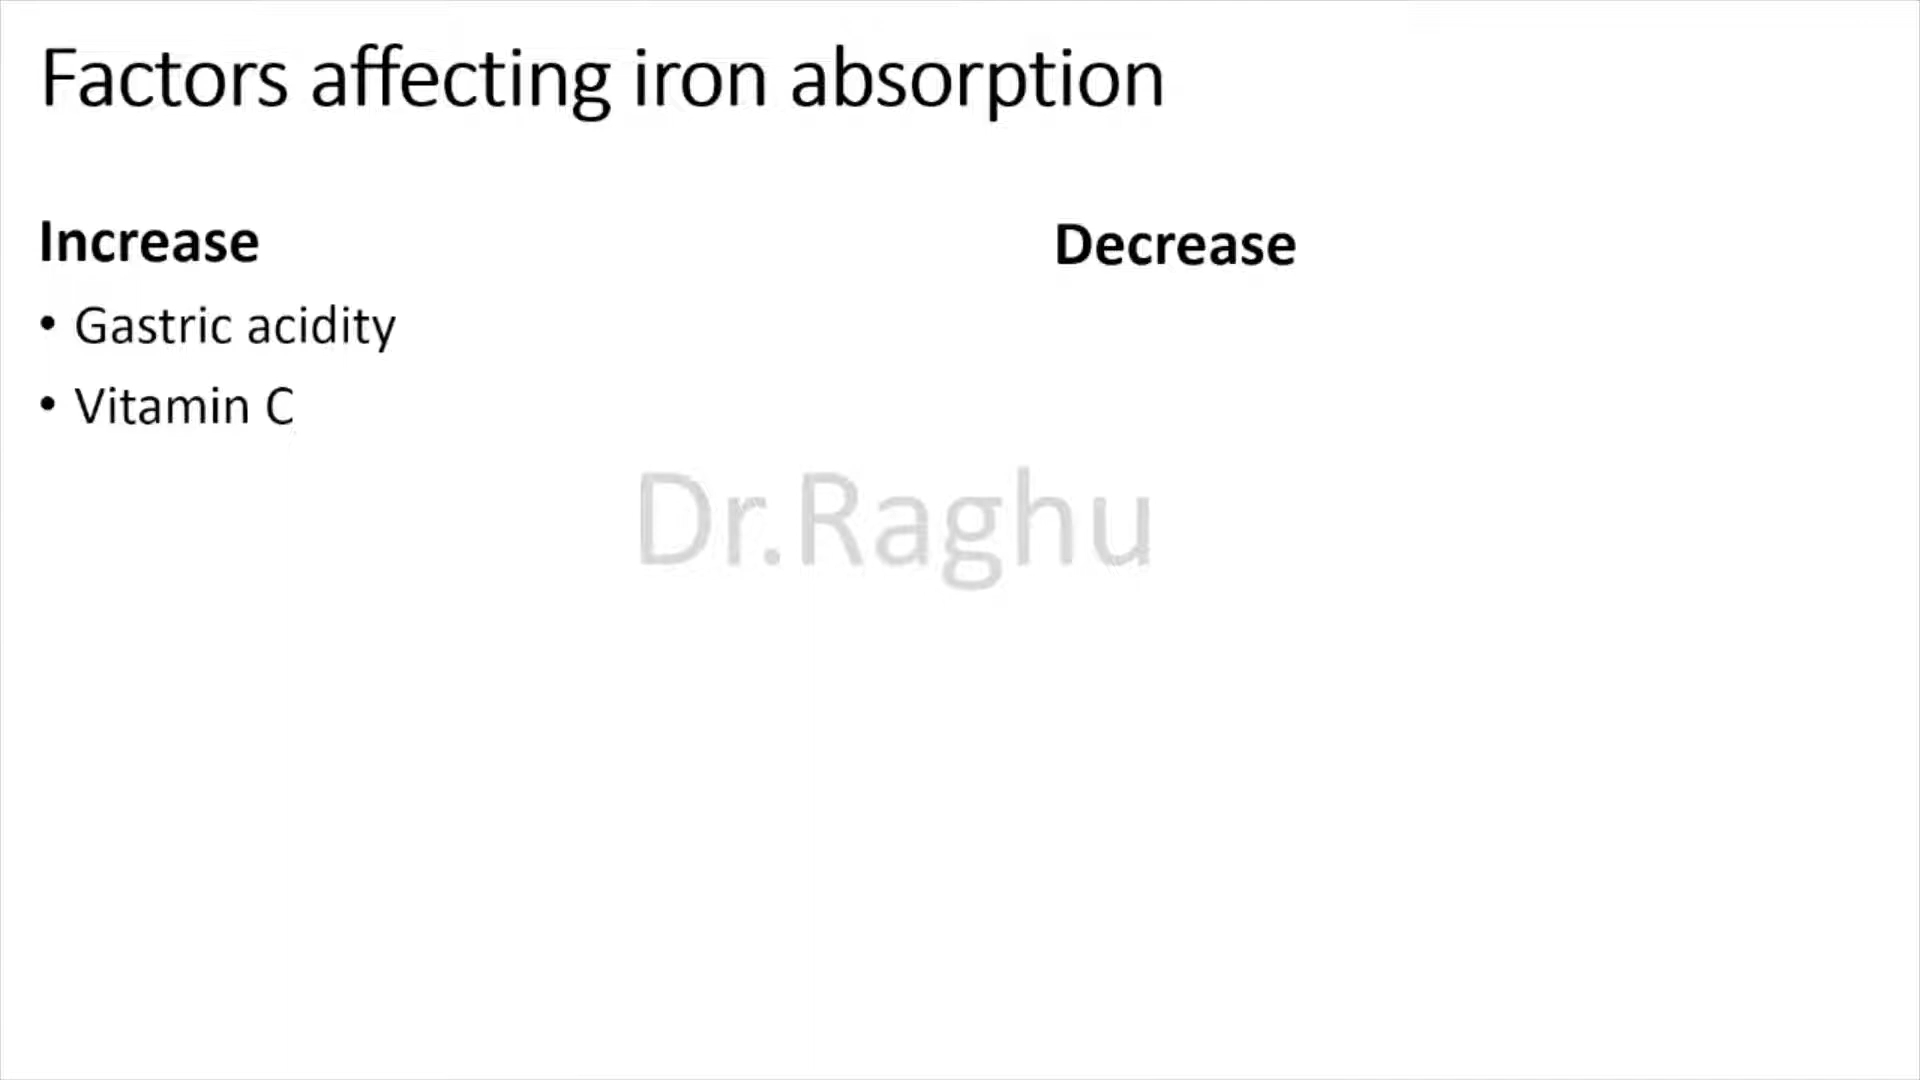 Factors affecting iron absorption
Increase
• Gastric acidity
• Vitamin C
Decrease
Dr.Raghu